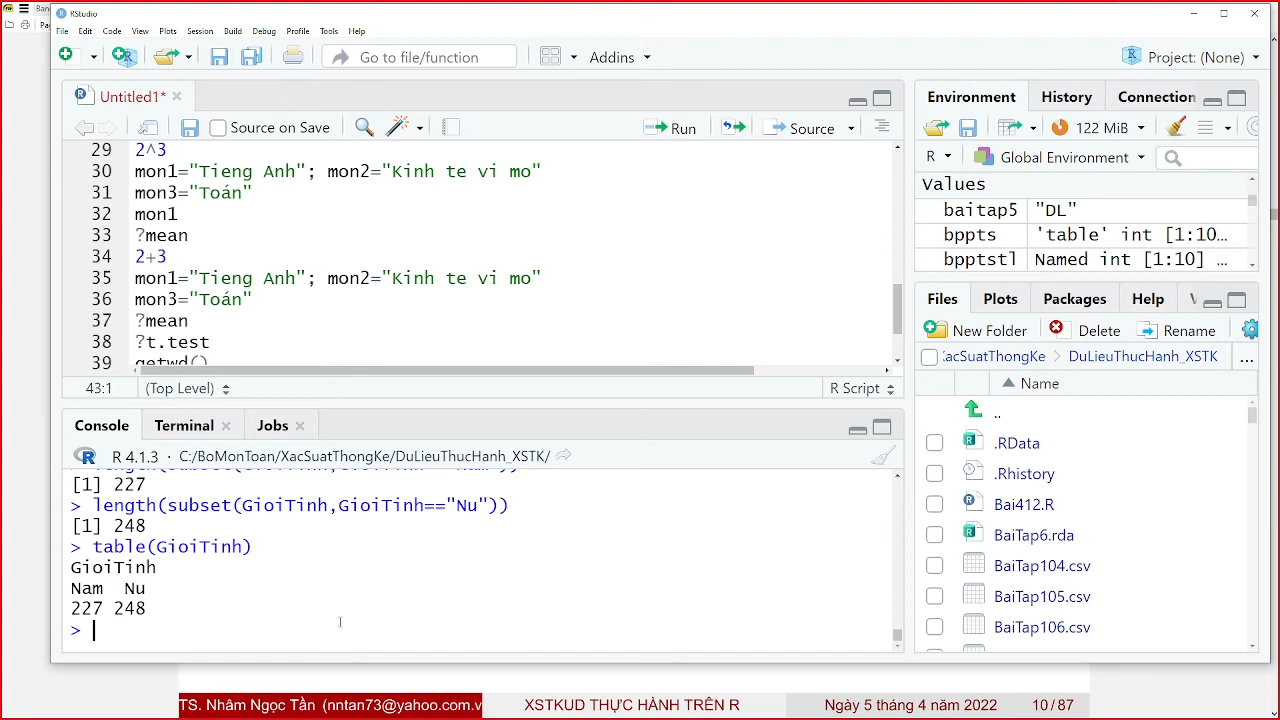 Ban
Pa
RStudio
File Edit Code View Plots Session Build Debug Profile Tools Help
Go to file/function Addins Project: (None)
Untitled1*
Source on Save Run Source
29 2^3
30 mon1="Tieng Anh"; mon2="Kinh te vi mo"
31 mon3="Toán"
32 mon1
33 ?mean
34 2+3
35 mon1="Tieng Anh"; mon2="Kinh te vi mo"
36 mon3="Toán"
37 ?mean
38 ?t.test
39 getwd()
43:1 (Top Level) R Script
Console Terminal Jobs
R 4.1.3 · C:/BoMonToan/XacSuatThongKe/DuLieuThucHanh_XSTK/
[1] 227
> length(subset(GioiTinh,GioiTinh=="Nu"))
[1] 248
> table(GioiTinh)
GioiTinh
Nam Nu
227 248
>
Environment History Connection
122 MiB
R Global Environment
Values
baitap5 "DL"
bppts 'table' int [1:10...
bpptstl Named int [1:10] ...
Files Plots Packages Help V
New Folder Delete Rename
XacSuatThongKe > DuLieuThucHanh_XSTK ...
Name
..
.RData
.Rhistory
Bai412.R
BaiTap6.rda
BaiTap104.csv
BaiTap105.csv
BaiTap106.csv
TS. Nhâm Ngọc Tần (nntan73@yahoo.com.v XSTKUD THỰC HÀNH TRÊN R Ngày 5 tháng 4 năm 2022 10/87